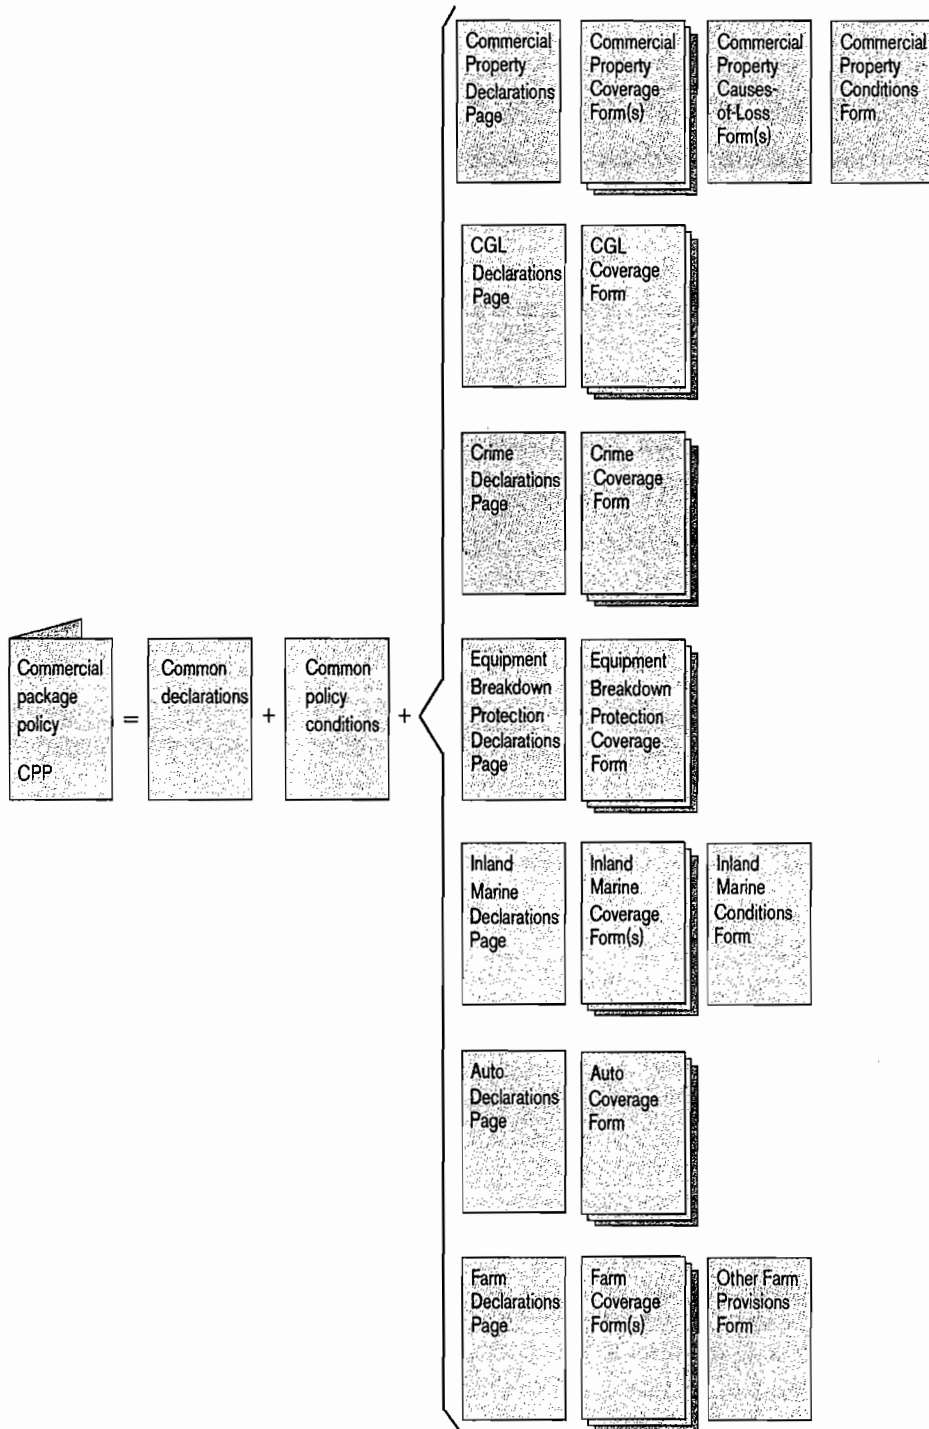 Commercial
Property
Declarations
Page
Commercial
Property
Coverage
Form(s)
Commercial
Property
Causes-
of-Loss
Form(s)
Commercial
Property
Conditions
Form
CGL
Declarations
Page
CGL
Coverage
Form
Crime
Declarations
Page
Crime
Coverage
Form
Commercial
package
policy
CPP
=
Common
declarations
+
Common
policy
conditions
+
Equipment
Breakdown
Protection
Declarations
Page
Equipment
Breakdown
Protection
Coverage
Form
Inland
Marine
Declarations
Page
Inland
Marine
Coverage
Form(s)
Inland
Marine
Conditions
Form
Auto
Declarations
Page
Auto
Coverage
Form
Farm
Declarations
Page
Farm
Coverage
Form(s)
Other Farm
Provisions
Form